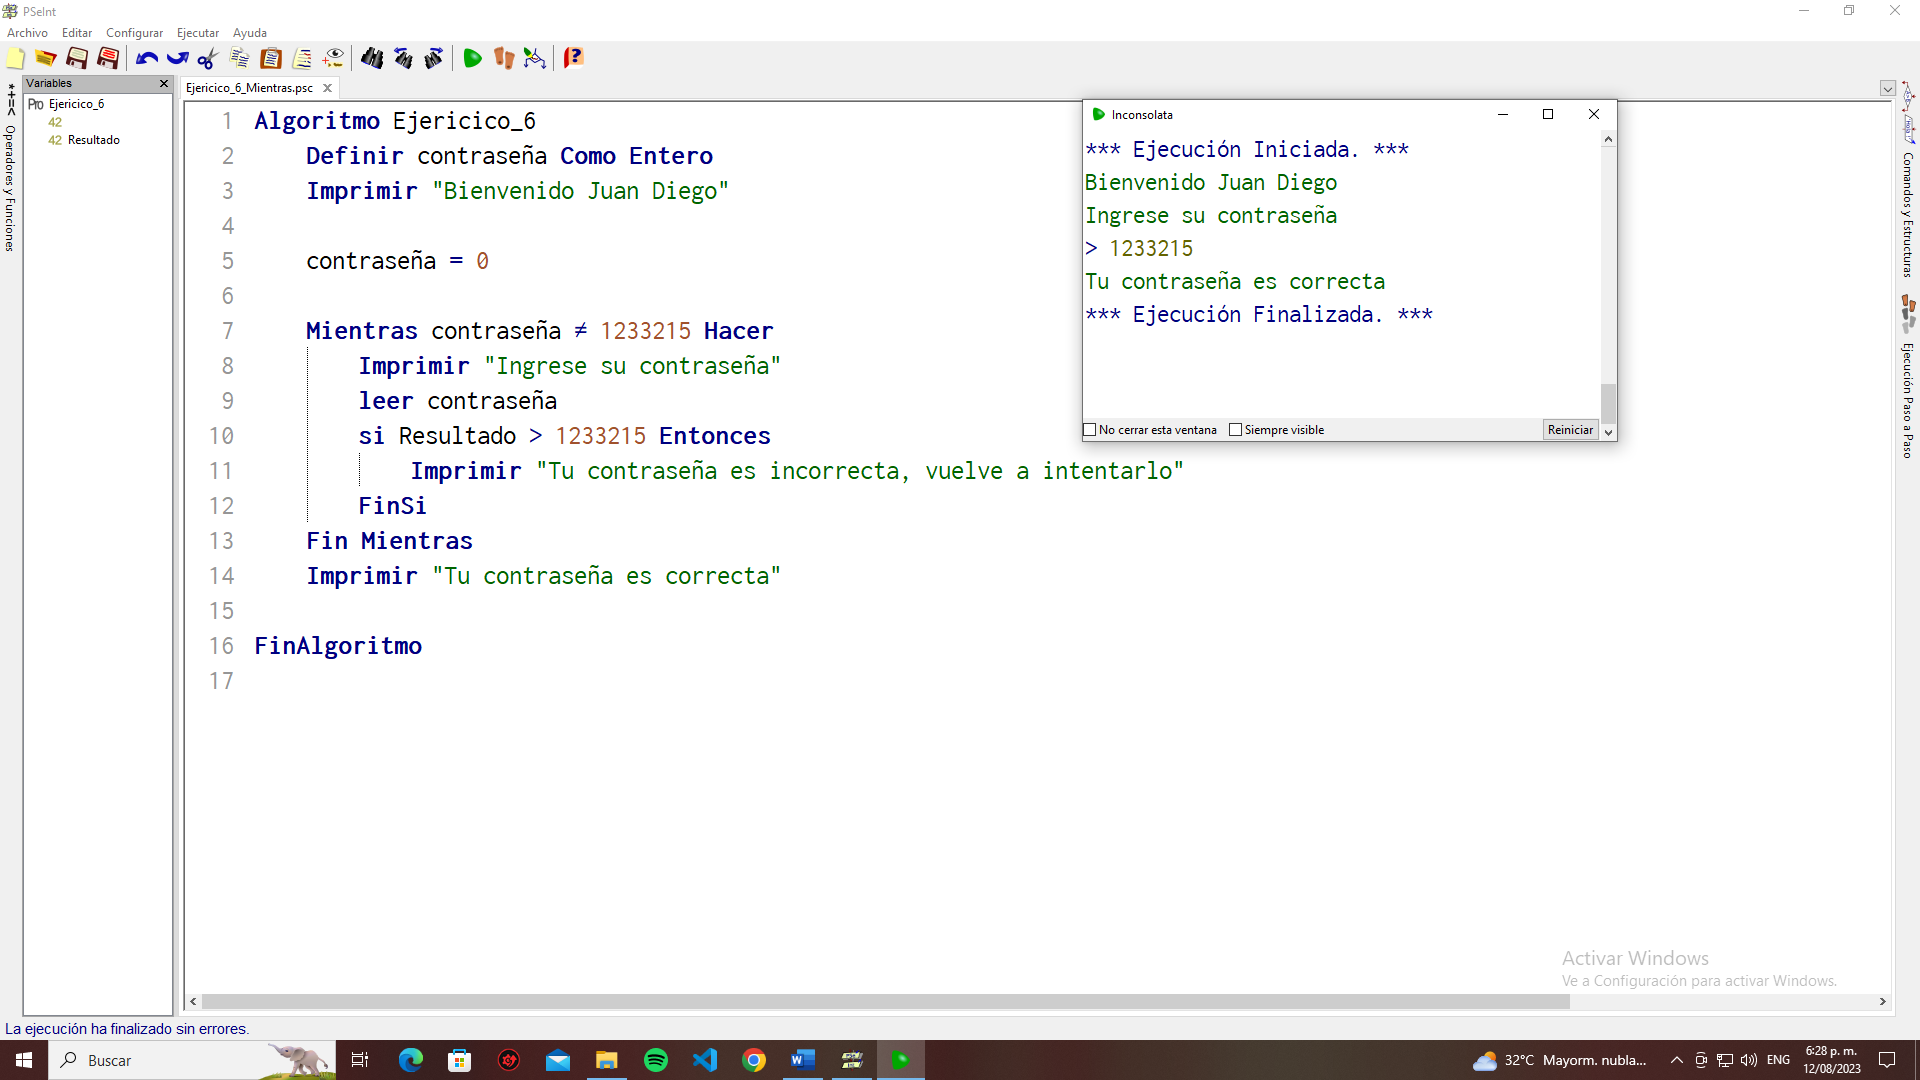 PSeInt
Archivo Editar Configurar Ejecutar Ayuda
Variables
Pro Ejericico_6
42
42 Resultado
*+=<
Operadores y Funciones
Ejericico_6_Mientras.psc
1 Algoritmo Ejericico_6
2 Definir contraseña Como Entero
3 Imprimir "Bienvenido Juan Diego"
4
5 contraseña = 0
6
7 Mientras contraseña ≠ 1233215 Hacer
8 Imprimir "Ingrese su contraseña"
9 leer contraseña
10 si Resultado > 1233215 Entonces
11 Imprimir "Tu contraseña es incorrecta, vuelve a intentarlo"
12 FinSi
13 Fin Mientras
14 Imprimir "Tu contraseña es correcta"
15
16 FinAlgoritmo
17
Inconsolata
*** Ejecución Iniciada. ***
Bienvenido Juan Diego
Ingrese su contraseña
> 1233215
Tu contraseña es correcta
*** Ejecución Finalizada. ***
No cerrar esta ventana
Siempre visible
Reiniciar
Comandos y Estructuras
Ejecución Paso a Paso
Activar Windows
Ve a Configuración para activar Windows.
La ejecución ha finalizado sin errores.
Buscar
32°C Mayorm. nubla...
ENG
6:28 p. m.
12/08/2023